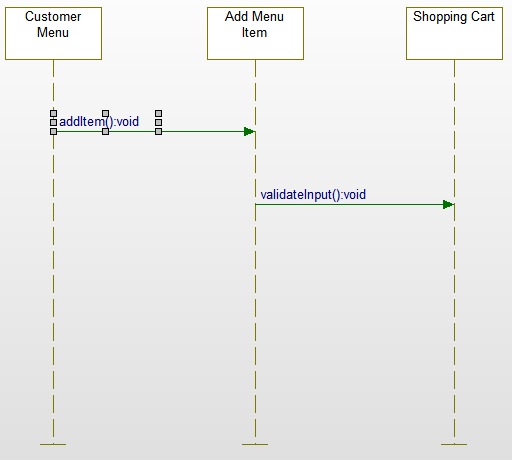 Customer
Menu
Add Menu
Item
Shopping Cart
addItem():void
validateInput():void